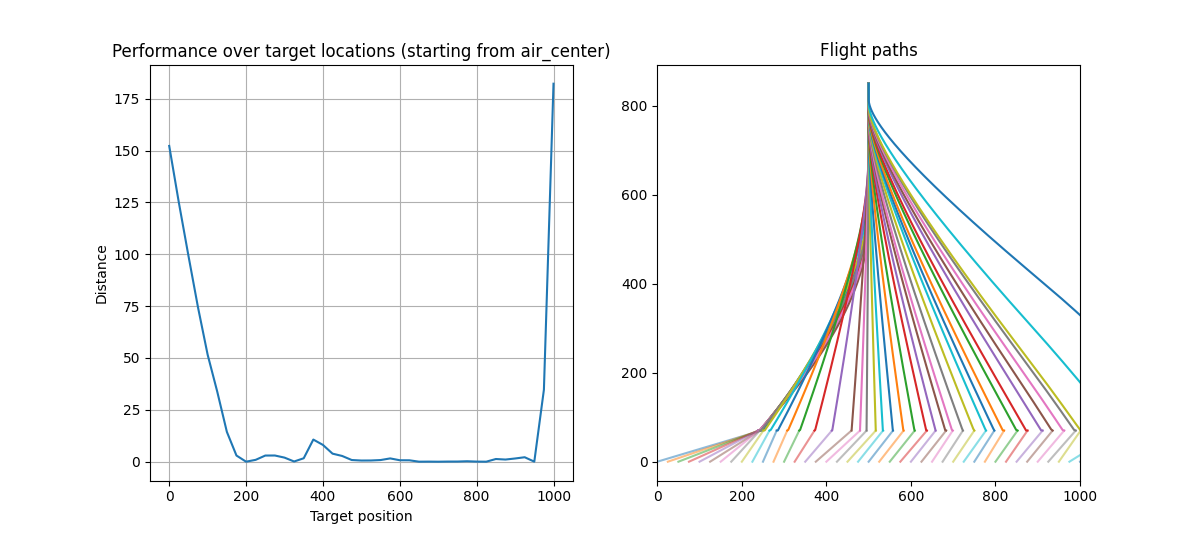 Performance over target locations (starting from air_center)
175
150
125
100
75
50
25
0
Distance
0 200 400 600 800 1000
Target position
Flight paths
800
600
400
200
0
0 200 400 600 800 1000